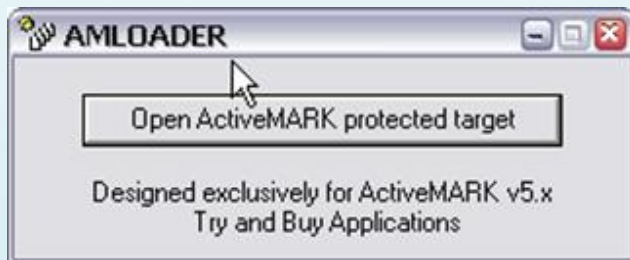 AMLOADER
Open ActiveMARK protected target
Designed exclusively for ActiveMARK v5.x
Try and Buy Applications